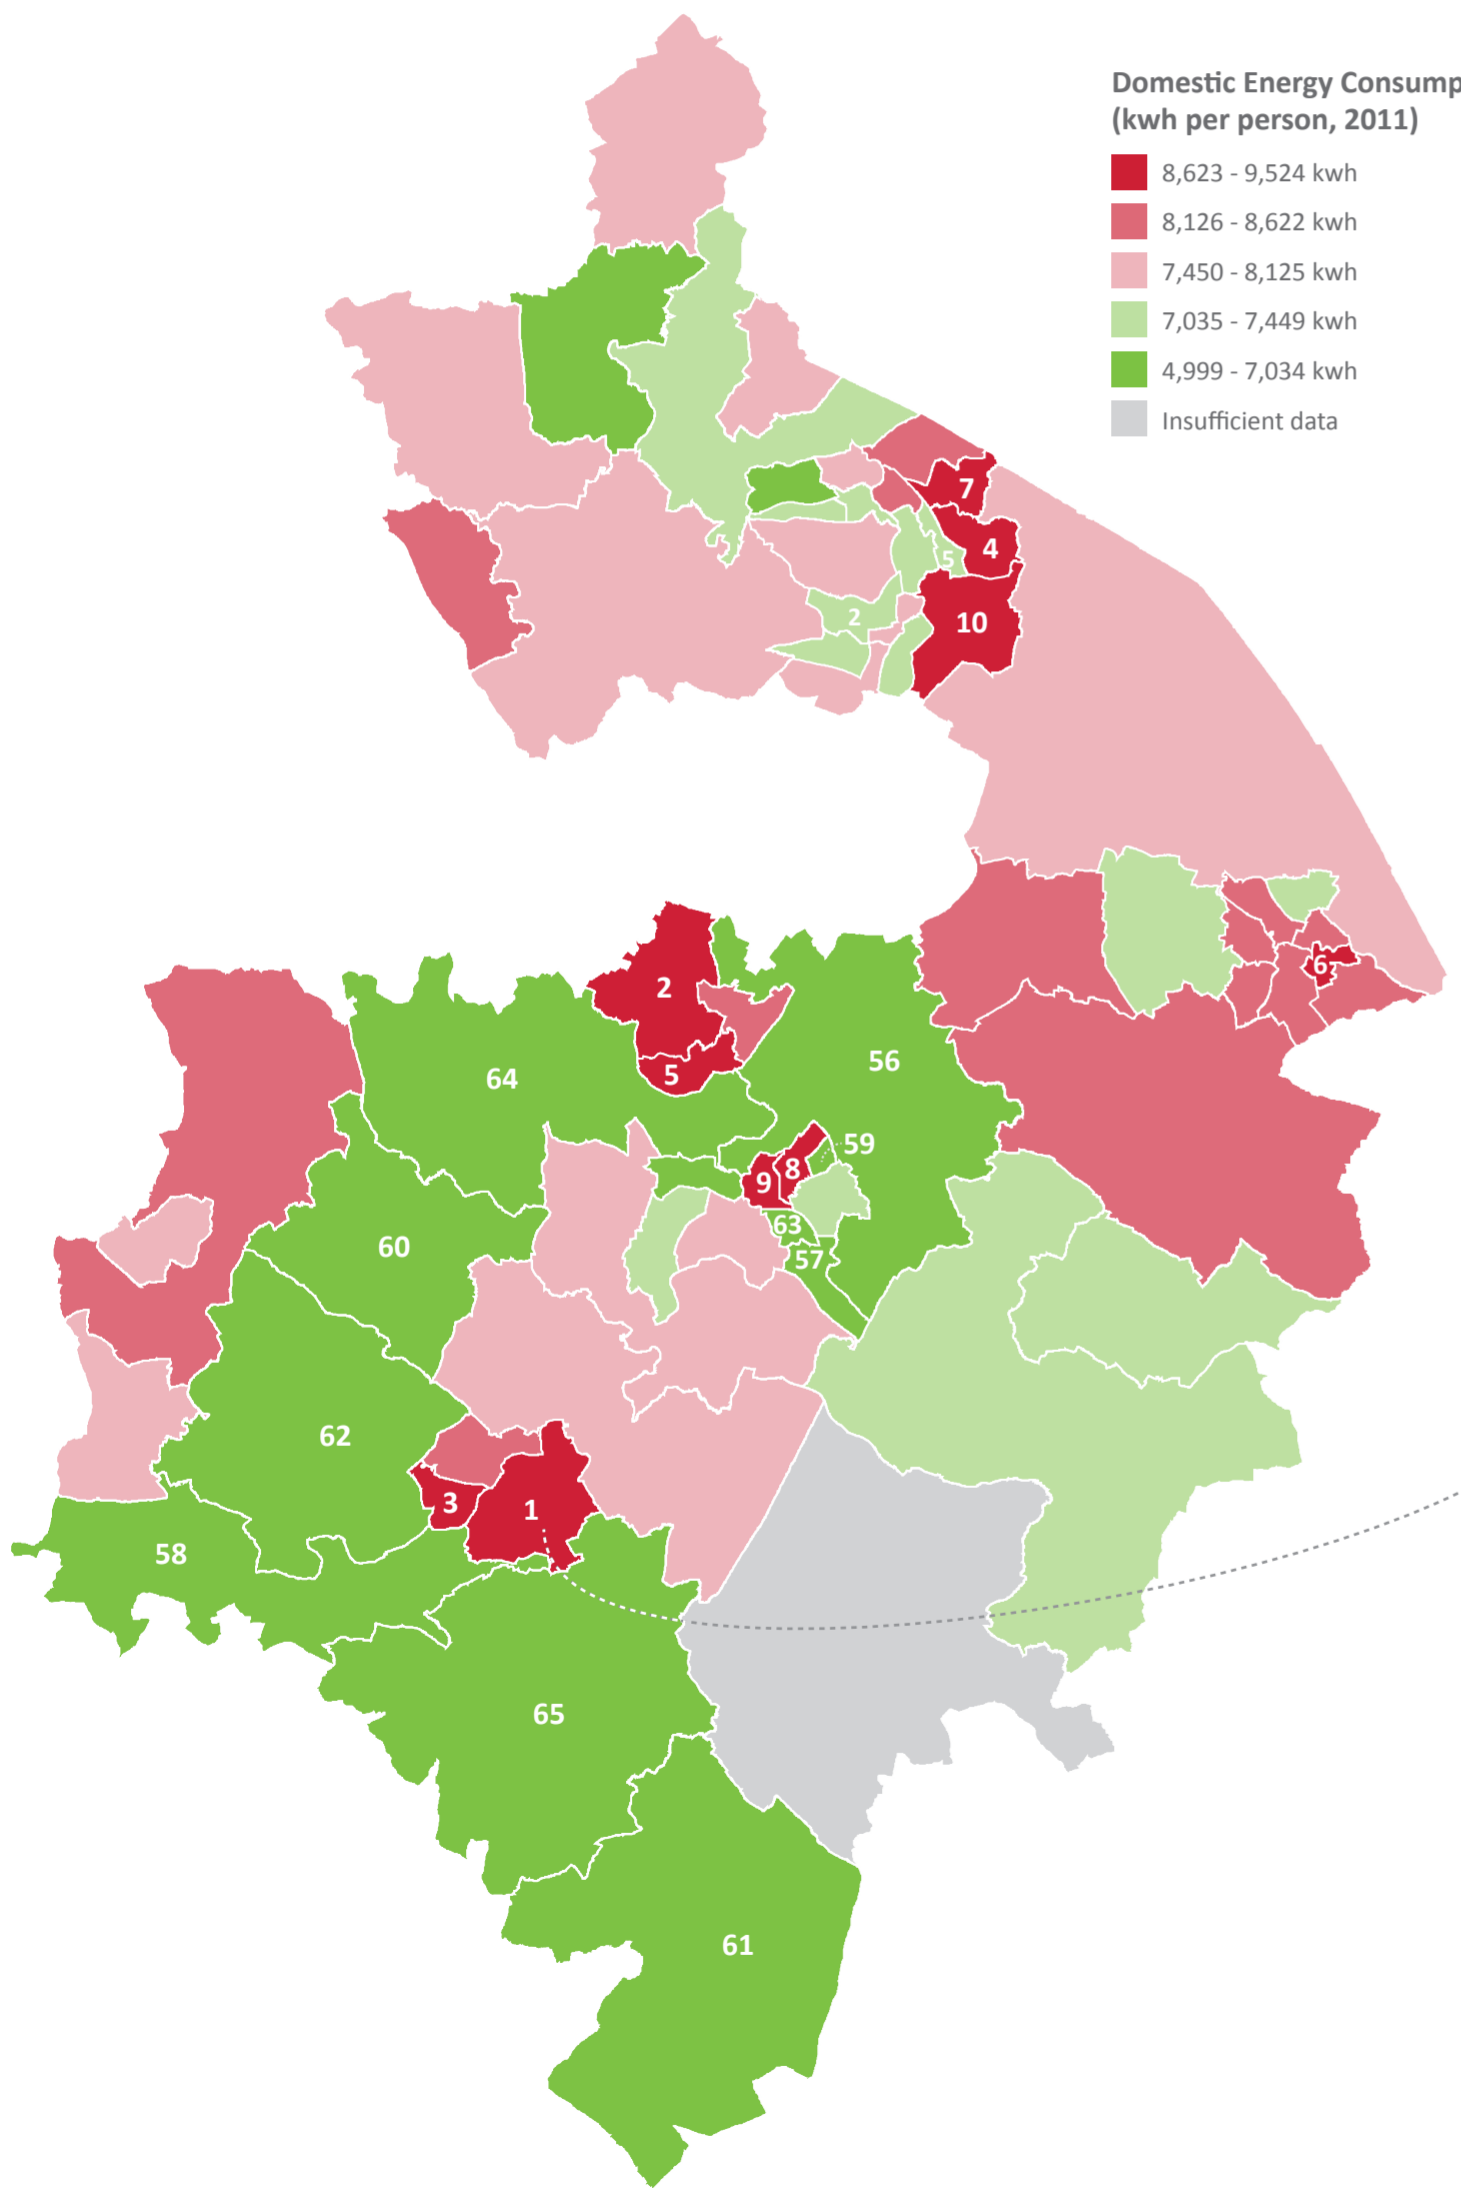 Domestic Energy Consump
(kwh per person, 2011)
8,623 - 9,524 kwh
8,126 - 8,622 kwh
7,450 - 8,125 kwh
7,035 - 7,449 kwh
4,999 - 7,034 kwh
Insufficient data
7
4
5
10
2
6
2
5
64
56
59
8
9
63
57
60
62
3
1
58
65
61